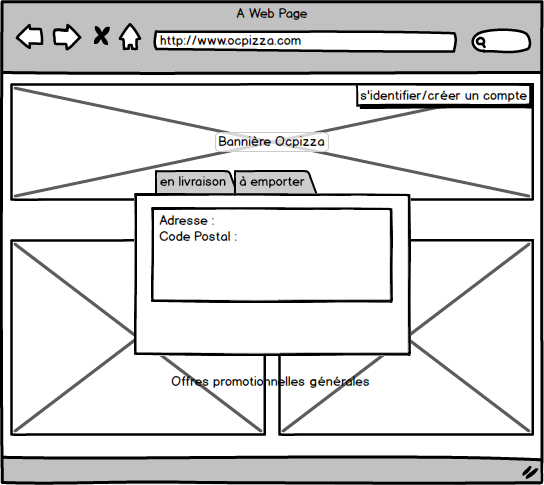 A Web Page
http://www.ocpizza.com
s'identifier/créer un compte
Bannière Ocpizza
en livraison
à emporter
Adresse :
Code Postal :
Offres promotionnelles générales